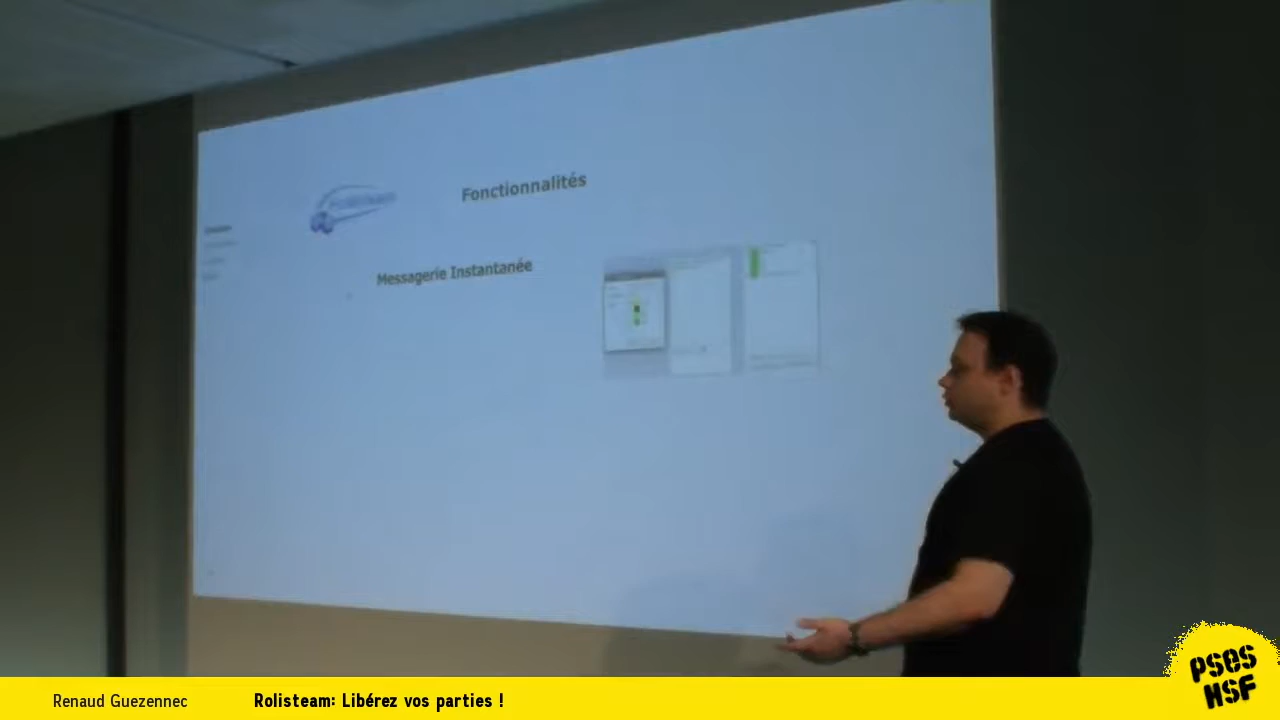 Fonctionnalités
Messagerie Instantanée
Renaud Guezennec
Rolisteam: Libérez vos parties !
PSES
HSF